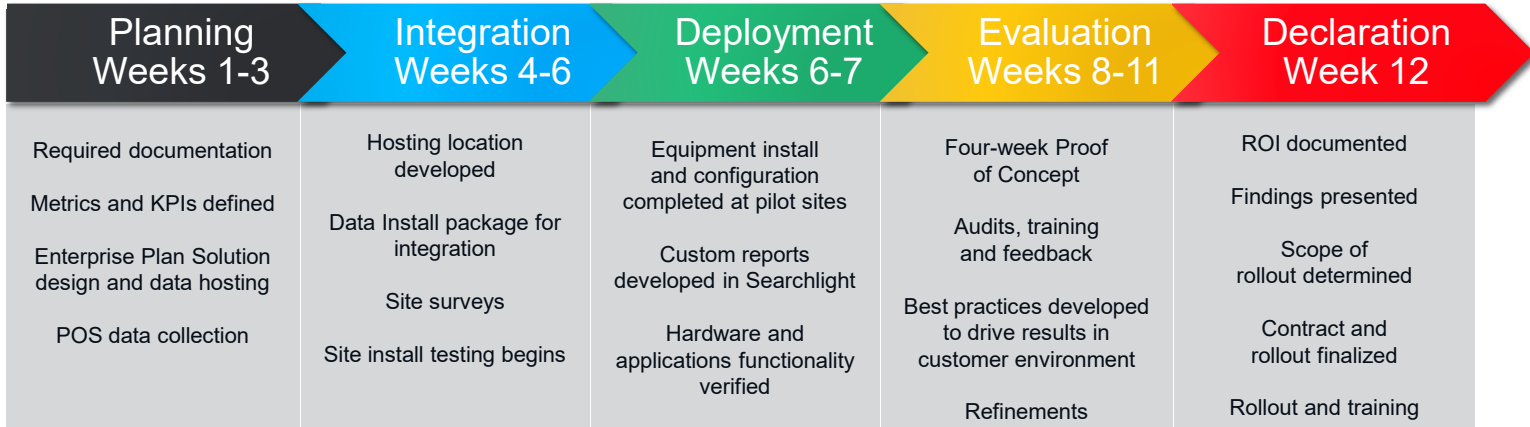 Planning
Weeks 1-3
Integration
Weeks 4-6
Deployment
Weeks 6-7
Evaluation
Weeks 8-11
Declaration
Week 12
Required documentation
Metrics and KPIs defined
Enterprise Plan Solution
design and data hosting
POS data collection
Hosting location
developed
Data Install package for
integration
Site surveys
Site install testing begins
Equipment install
and configuration
completed at pilot sites
Custom reports
developed in Searchlight
Hardware and
applications functionality
verified
Four-week Proof
of Concept
Audits, training
and feedback
Best practices developed
to drive results in
customer environment
Refinements
ROI documented
Findings presented
Scope of
rollout determined
Contract and
rollout finalized
Rollout and training